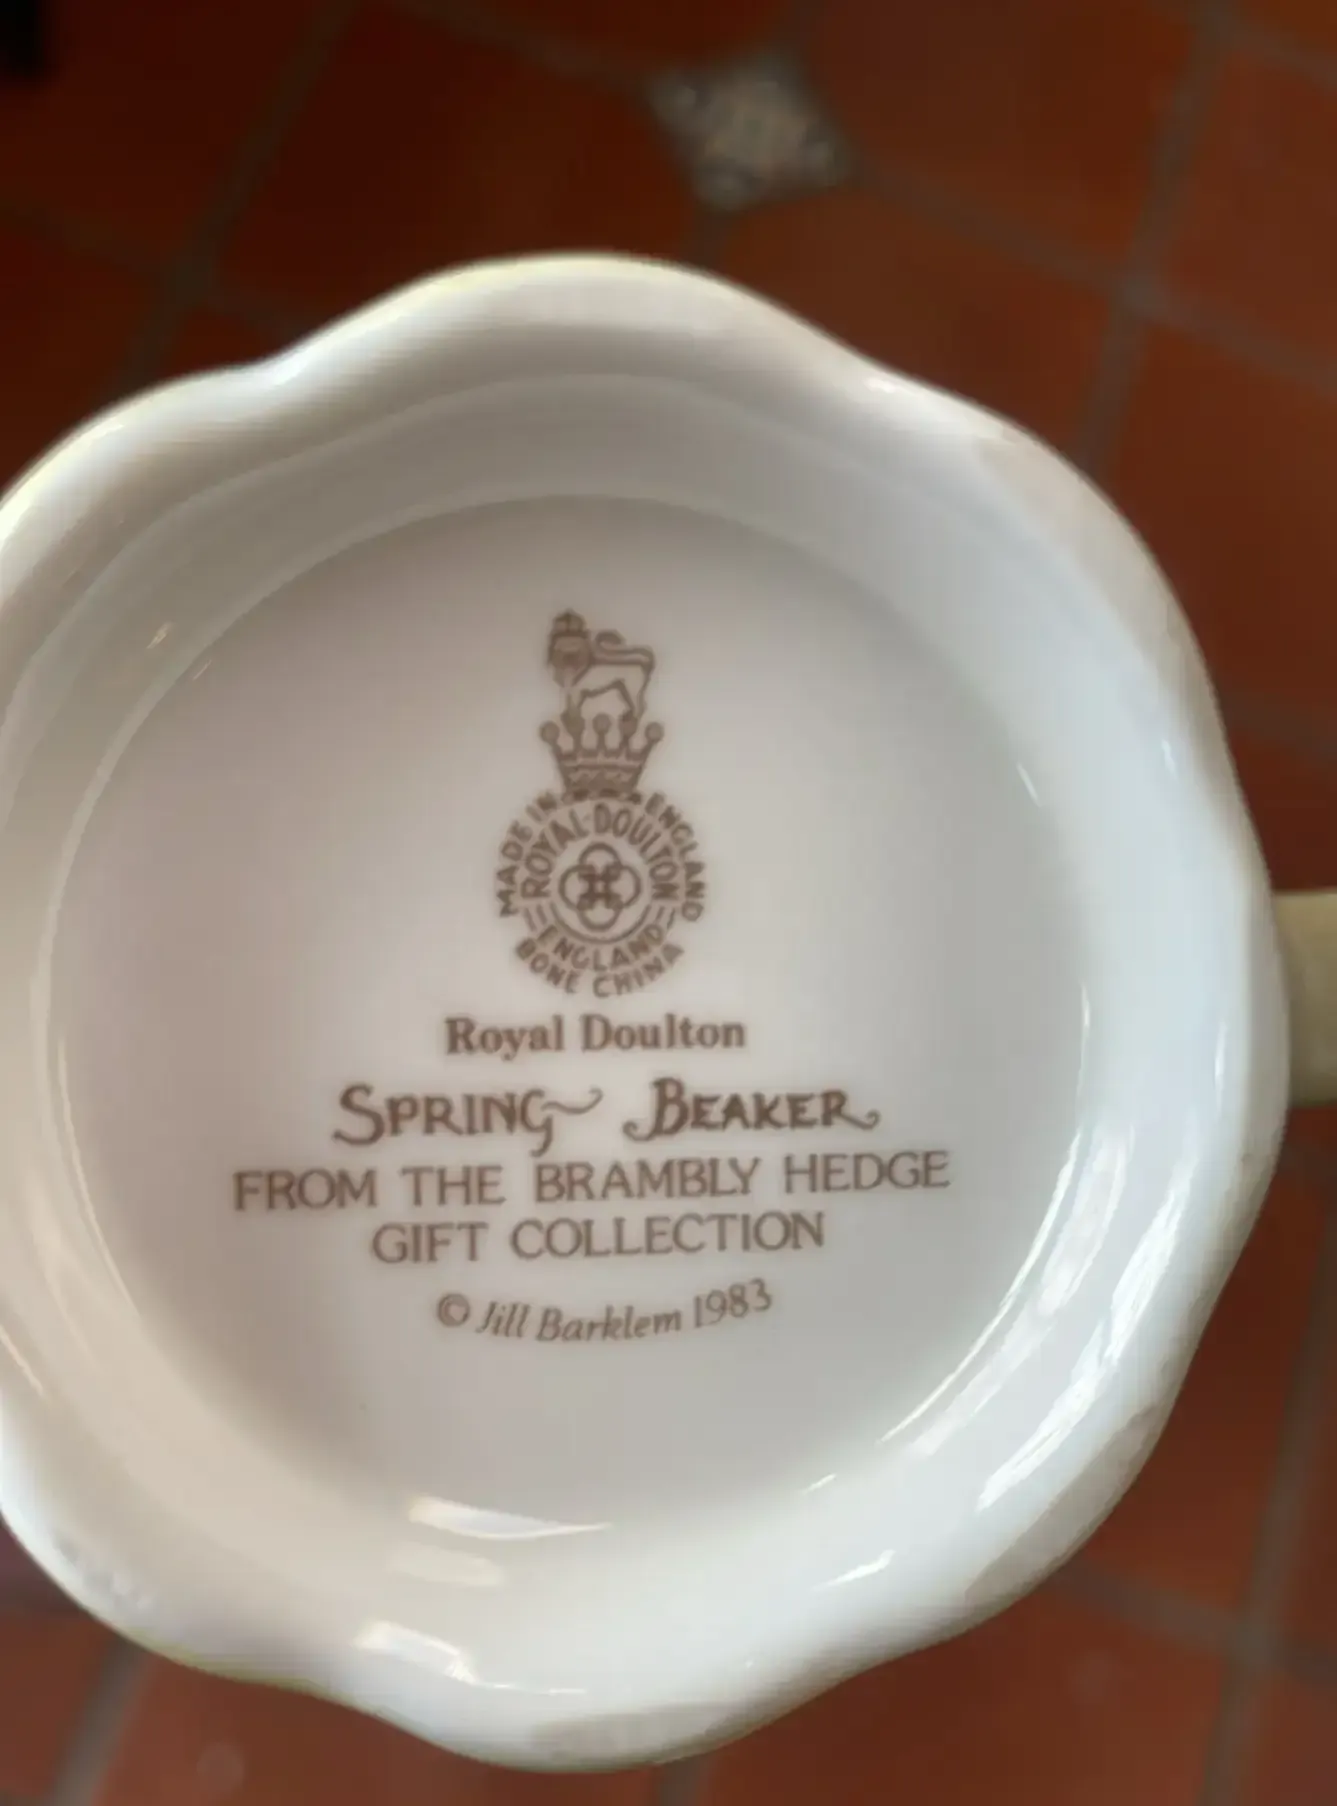 MADE IN ENGLAND
ROYAL·DOULTON
ENGLAND
BONE CHINA
Royal Doulton
SPRING BEAKER
FROM THE BRAMBLY HEDGE
GIFT COLLECTION
© Jill Barklem 1983